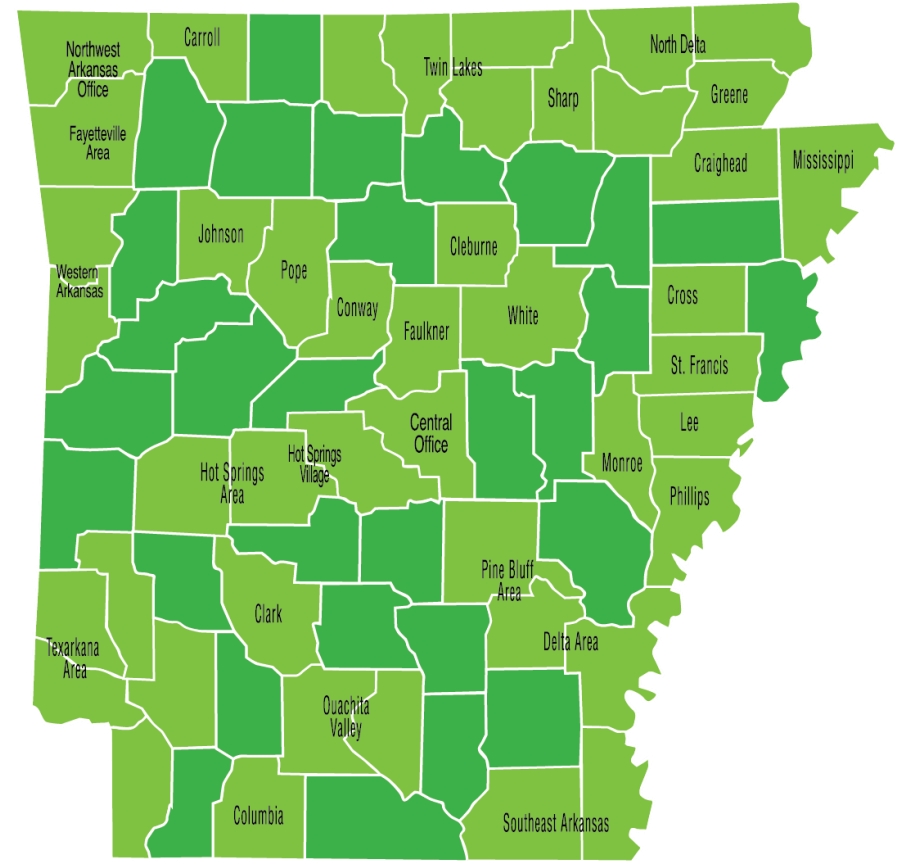 Carroll
Northwest
Arkansas
Office
Twin Lakes
North Delta
Sharp
Greene
Fayetteville
Area
Craighead
Mississippi
Johnson
Pope
Cleburne
Western
Arkansas
Conway
Faulkner
White
Cross
St. Francis
Central
Office
Lee
Hot Springs
Area
Hot Springs
Village
Monroe
Phillips
Pine Bluff
Area
Clark
Delta Area
Texarkana
Area
Ouachita
Valley
Columbia
Southeast Arkansas